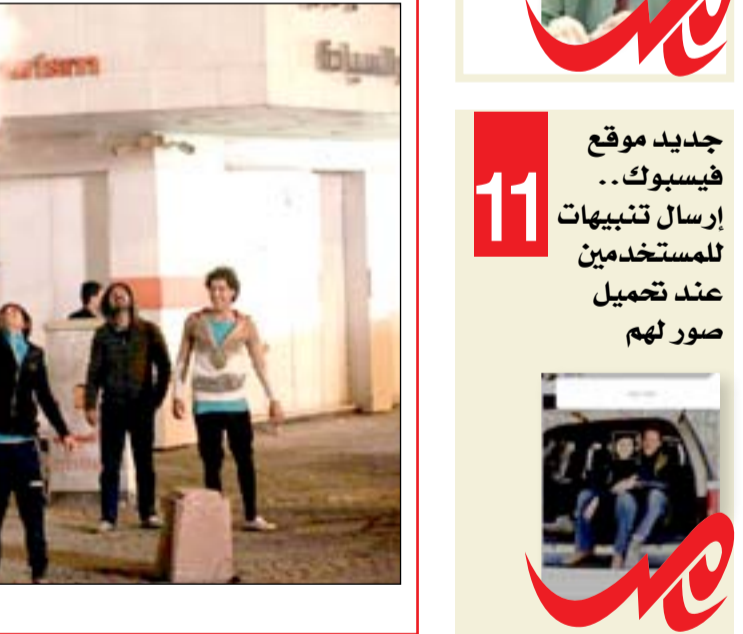 جديد موقع
فيسبوك..
إرسال تنبيهات
للمستخدمين
عند تحميل
صور لهم
11